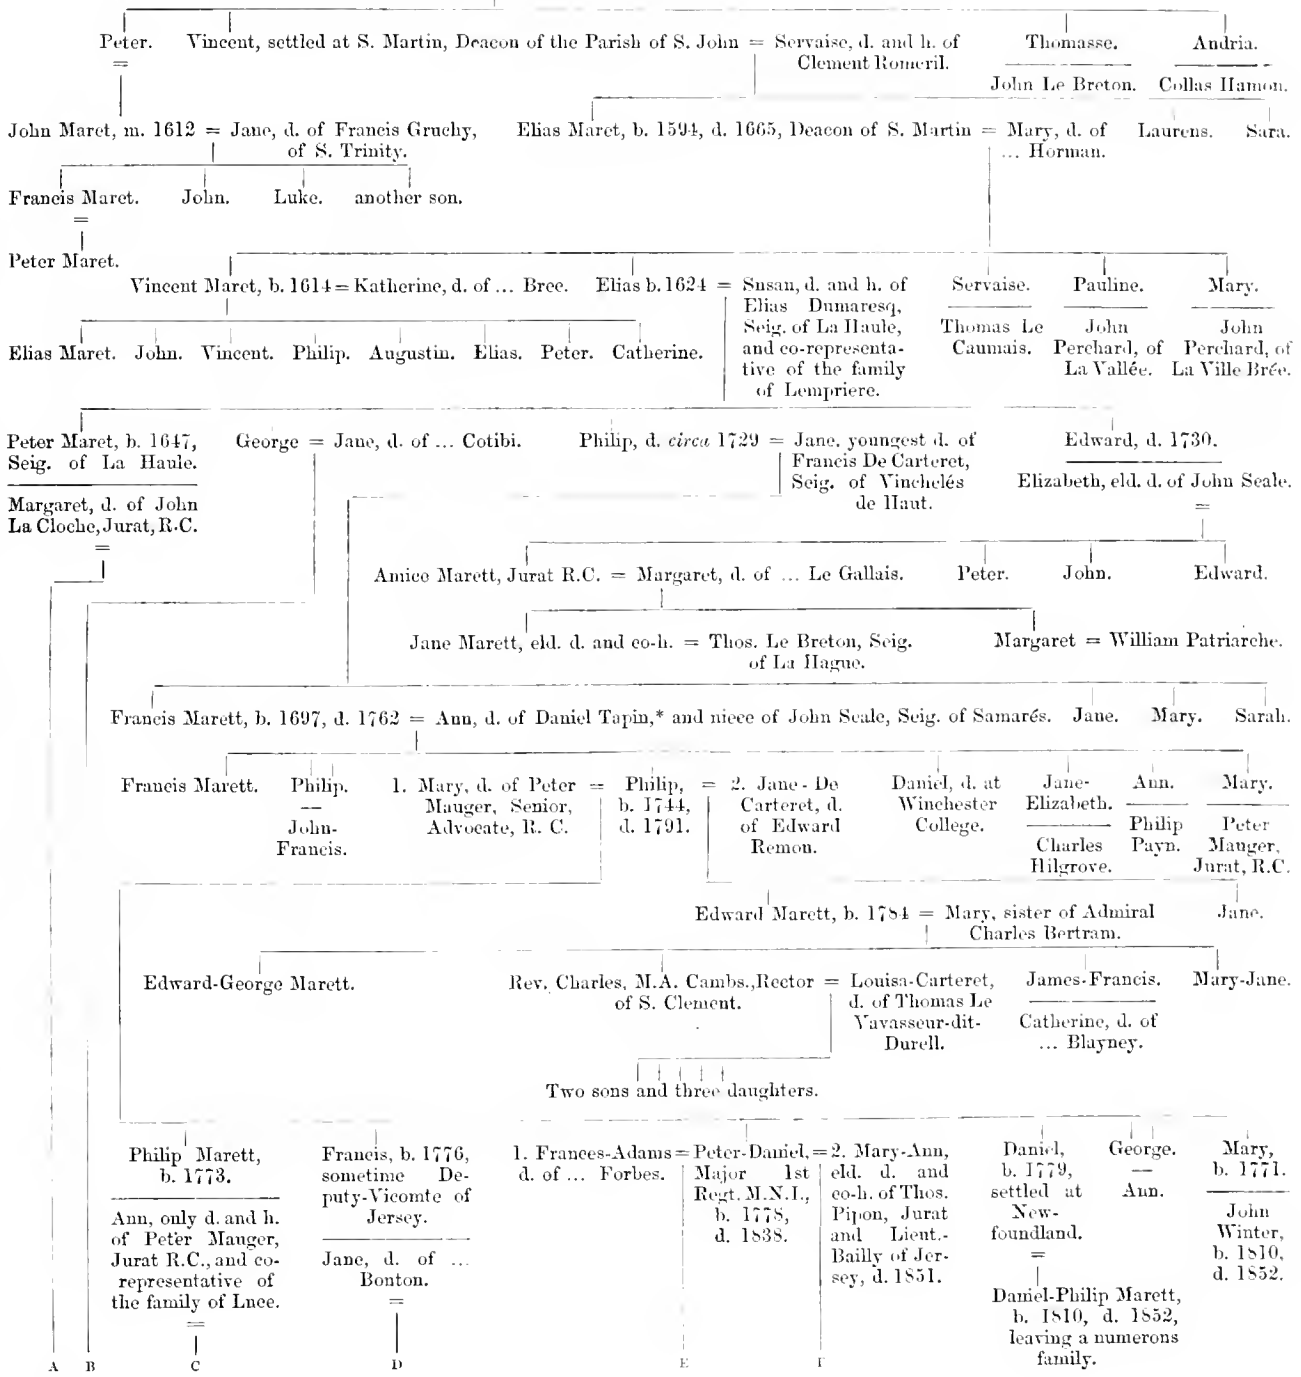 Peter. Vincent, settled at S. Martin, Deacon of the Parish of S. John = Servaise, d. and h. of Clement Romeril. Thomasse. Andria.
=
John Le Breton. Collas Hamon.
John Maret, m. 1612 = Jane, d. of Francis Gruchy, of S. Trinity. Elias Maret, b. 1594, d. 1665, Deacon of S. Martin = Mary, d. of ... Horman. Laurens. Sara.
Francis Maret. John. Luke. another son.
=
Peter Maret.
Vincent Maret, b. 1614 = Katherine, d. of ... Bree. Elias b. 1624 = Susan, d. and h. of Elias Dumaresq, Seig. of La Haule, and co-representative of the family of Lempriere. Servaise. Pauline. Mary.
Thomas Le Caumais. John Perchard, of La Vallée. John Perchard, of La Ville Brée.
Elias Maret. John. Vincent. Philip. Augustin. Elias. Peter. Catherine.
Peter Maret, b. 1647, Seig. of La Haule. George = Jane, d. of ... Cotibi. Philip, d. circa 1729 = Jane, youngest d. of Francis De Carteret, Seig. of Vinchelés de Haut. Edward, d. 1730.
Margaret, d. of John La Cloche, Jurat, R.C. Elizabeth, eld. d. of John Seale.
= =
Amice Marett, Jurat R.C. = Margaret, d. of ... Le Gallais. Peter. John. Edward.
Jane Marett, eld. d. and co-h. = Thos. Le Breton, Seig. of La Hague. Margaret = William Patriarche.
Francis Marett, b. 1697, d. 1762 = Ann, d. of Daniel Tapin,* and niece of John Seale, Seig. of Samarés. Jane. Mary. Sarah.
Francis Marett. Philip. — John-Francis. 1. Mary, d. of Peter Mauger, Senior, Advocate, R. C. = Philip, b. 1744, d. 1791. = 2. Jane-De Carteret, d. of Edward Remon. Daniel, d. at Winchester College. Jane-Elizabeth. Ann. Mary.
Charles Hilgrove. Philip Payn. Peter Mauger, Jurat, R.C.
Edward Marett, b. 1784 = Mary, sister of Admiral Charles Bertram. Jane.
Edward-George Marett. Rev. Charles, M.A. Cambs., Rector of S. Clement. = Louisa-Carteret, d. of Thomas Le Vavasseur-dit-Durell. James-Francis. Mary-Jane.
Catherine, d. of ... Blayney.
Two sons and three daughters.
Philip Marett, b. 1773. Francis, b. 1776, sometime Deputy-Vicomte of Jersey. 1. Frances-Adams d. of ... Forbes. = Peter-Daniel, Major 1st Regt. M.N.I., b. 1778, d. 1838. = 2. Mary-Ann, eld. d. and co-h. of Thos. Pipon, Jurat and Lieut.-Bailly of Jersey, d. 1851. Daniel, b. 1779, settled at Newfoundland. George. — Ann. Mary, b. 1771.
Ann, only d. and h. of Peter Mauger, Jurat R.C., and co-representative of the family of Luce. Jane, d. of ... Bonton. John Winter, b. 1810, d. 1852.
= = =
Daniel-Philip Marett, b. 1810, d. 1852, leaving a numerous family.
A B C D E F